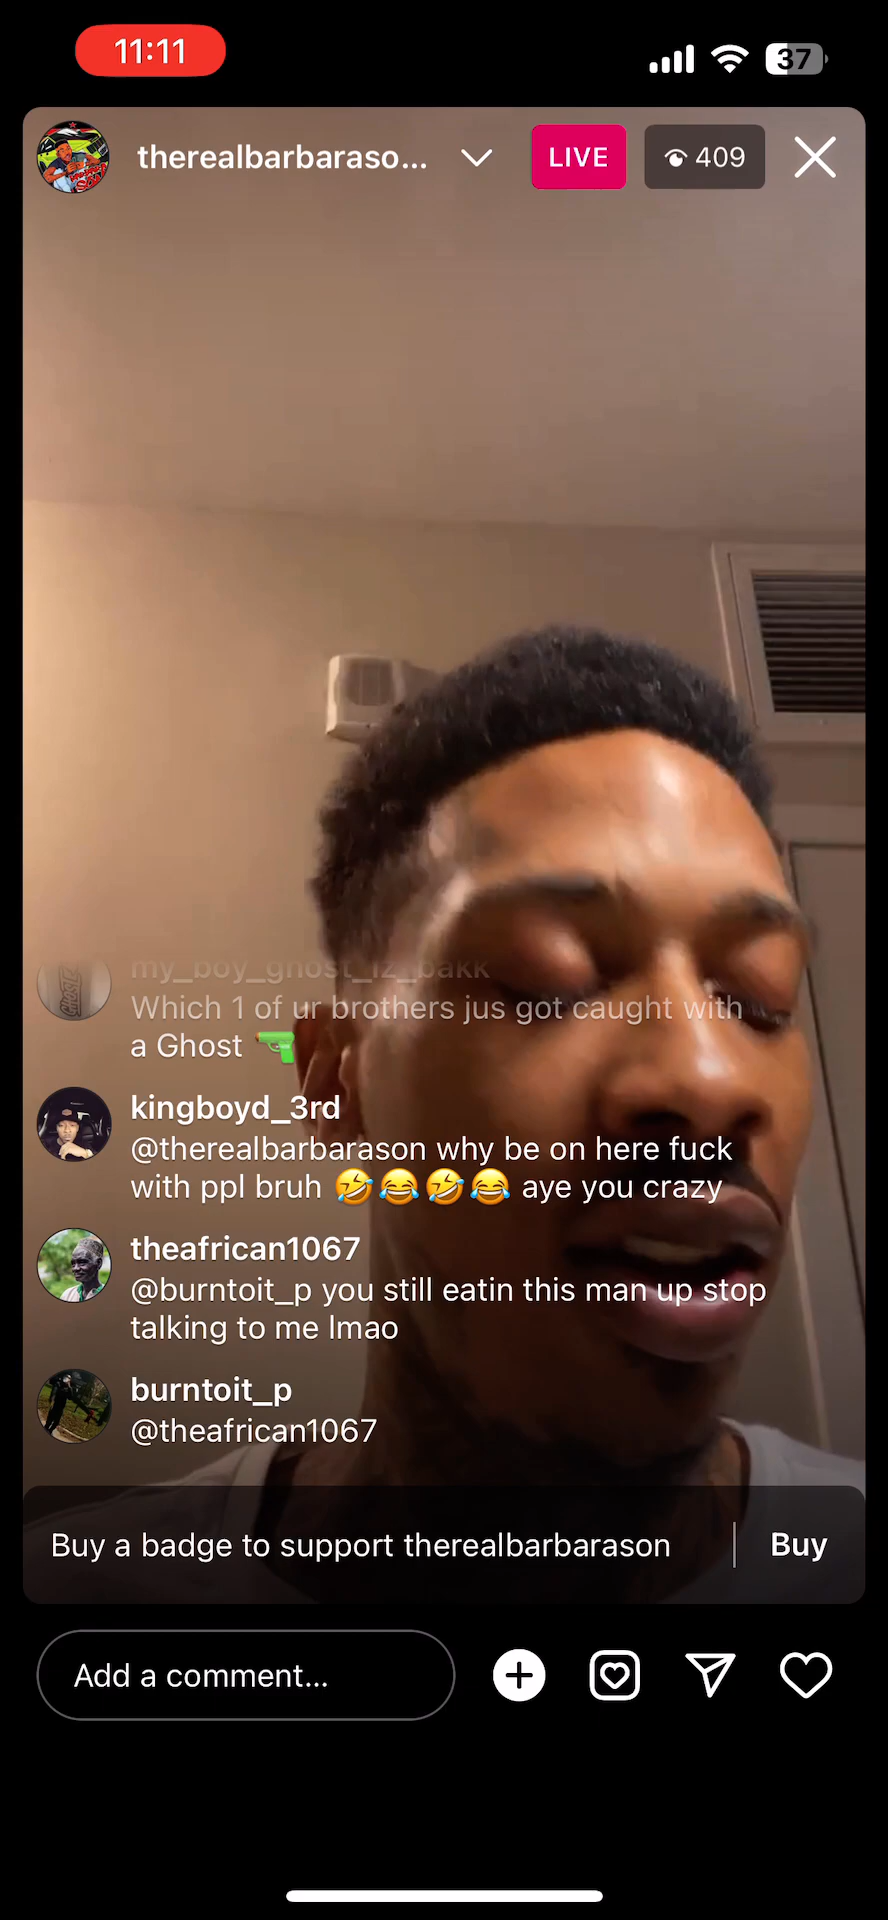 11:11
37
therealbarbaraso...
LIVE
409
my_boy_ghost_iz_bakk
Which 1 of ur brothers jus got caught with
a Ghost 🔫
kingboyd_3rd
@therealbarbarason why be on here fuck
with ppl bruh 🤣😂🤣😂 aye you crazy
theafrican1067
@burntoit_p you still eatin this man up stop
talking to me lmao
burntoit_p
@theafrican1067
Buy a badge to support therealbarbarason
Buy
Add a comment...